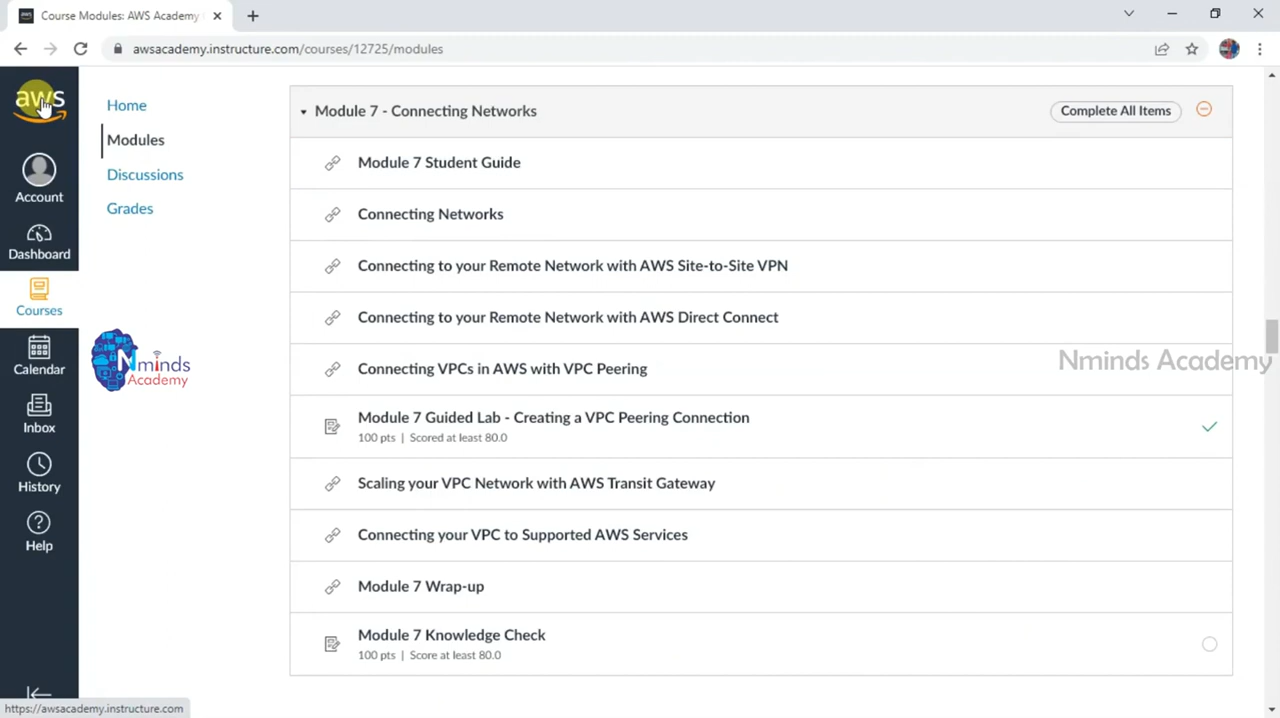 Course Modules: AWS Academy
awsacademy.instructure.com/courses/12725/modules
aws
Account
Dashboard
Courses
Calendar
Inbox
History
Help
Home
Modules
Discussions
Grades
Nminds
Academy
Module 7 - Connecting Networks
Complete All Items
Module 7 Student Guide
Connecting Networks
Connecting to your Remote Network with AWS Site-to-Site VPN
Connecting to your Remote Network with AWS Direct Connect
Connecting VPCs in AWS with VPC Peering
Nminds Academy
Module 7 Guided Lab - Creating a VPC Peering Connection
100 pts | Scored at least 80.0
Scaling your VPC Network with AWS Transit Gateway
Connecting your VPC to Supported AWS Services
Module 7 Wrap-up
Module 7 Knowledge Check
100 pts | Score at least 80.0
https://awsacademy.instructure.com